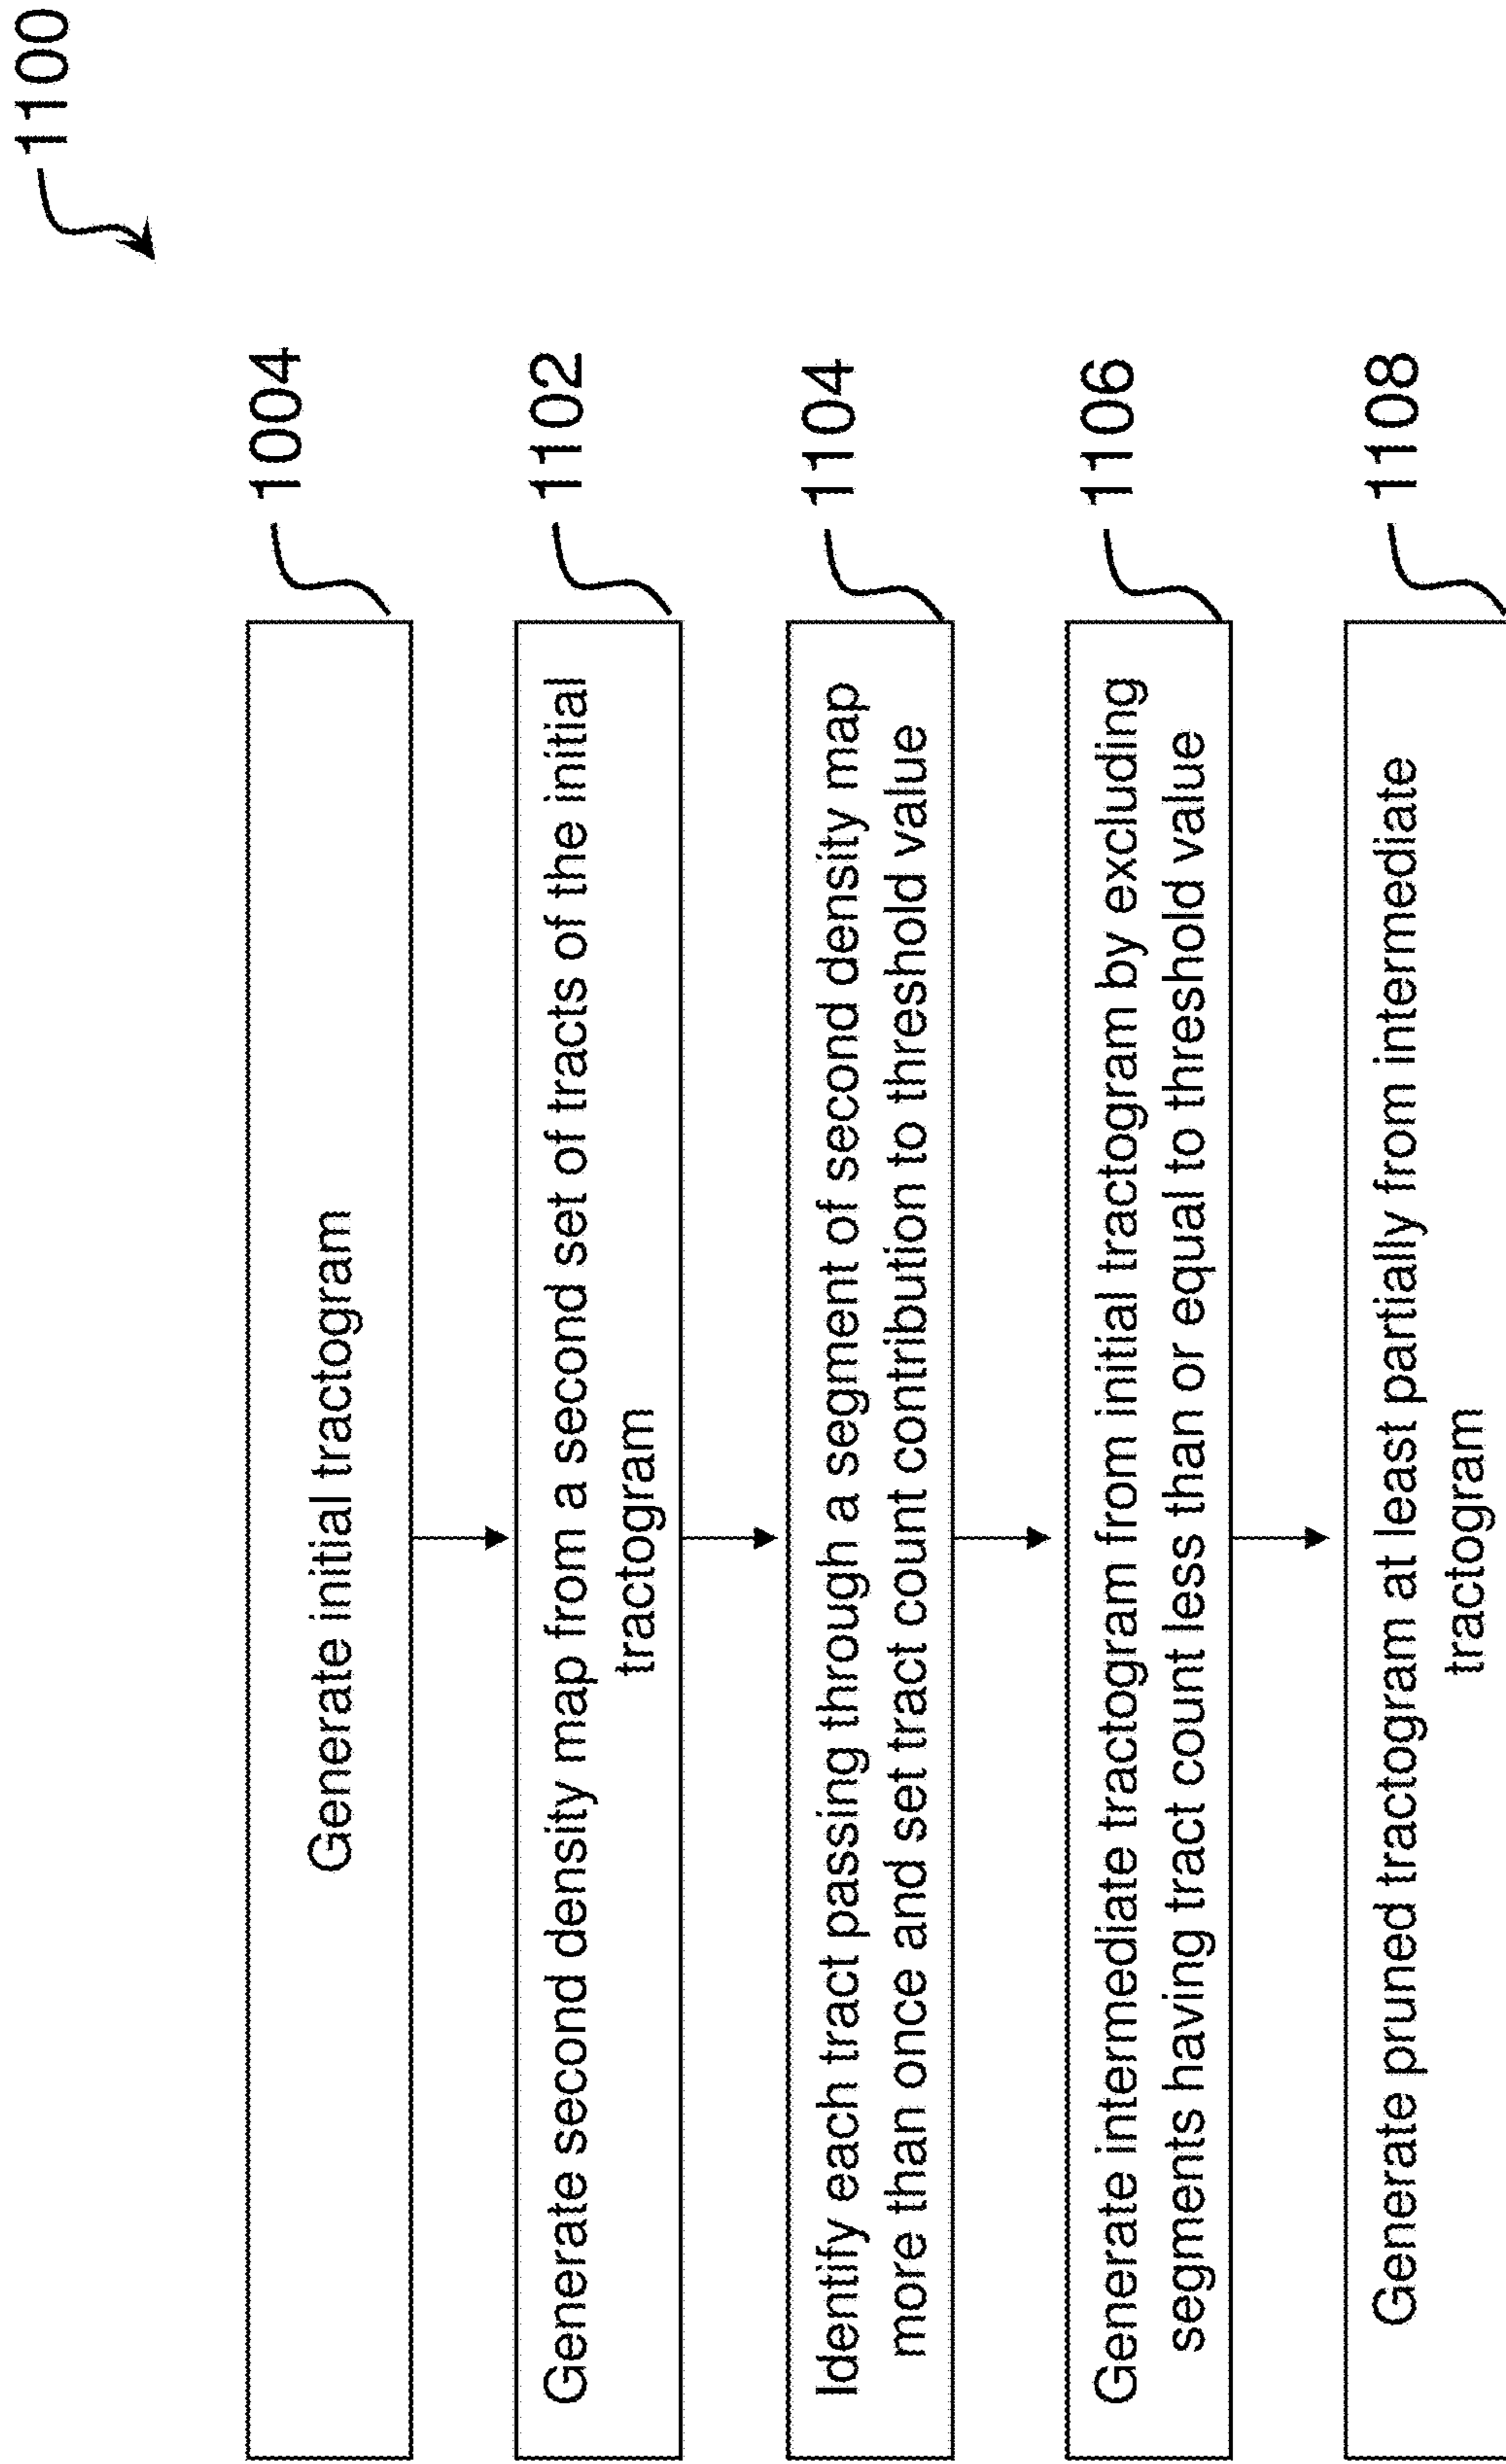 1100
1004
Generate initial tractogram
1102
Generate second density map from a second set of tracts of the initial
tractogram
1104
Identify each tract passing through a segment of second density map
more than once and set tract count contribution to threshold value
1106
Generate intermediate tractogram from initial tractogram by excluding
segments having tract count less than or equal to threshold value
1108
Generate pruned tractogram at least partially from intermediate
tractogram